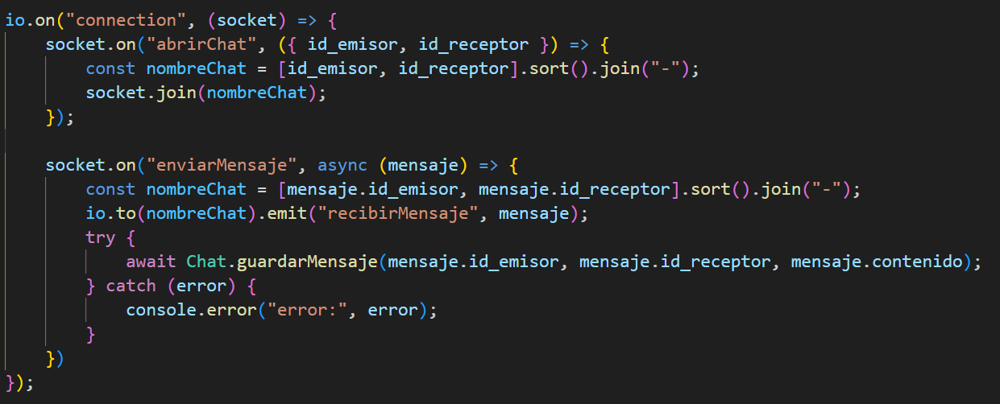 io.on("connection", (socket) => {
    socket.on("abrirChat", ({ id_emisor, id_receptor }) => {
        const nombreChat = [id_emisor, id_receptor].sort().join("-");
        socket.join(nombreChat);
    });

    socket.on("enviarMensaje", async (mensaje) => {
        const nombreChat = [mensaje.id_emisor, mensaje.id_receptor].sort().join("-");
        io.to(nombreChat).emit("recibirMensaje", mensaje);
        try {
            await Chat.guardarMensaje(mensaje.id_emisor, mensaje.id_receptor, mensaje.contenido);
        } catch (error) {
            console.error("error:", error);
        }
    })
});